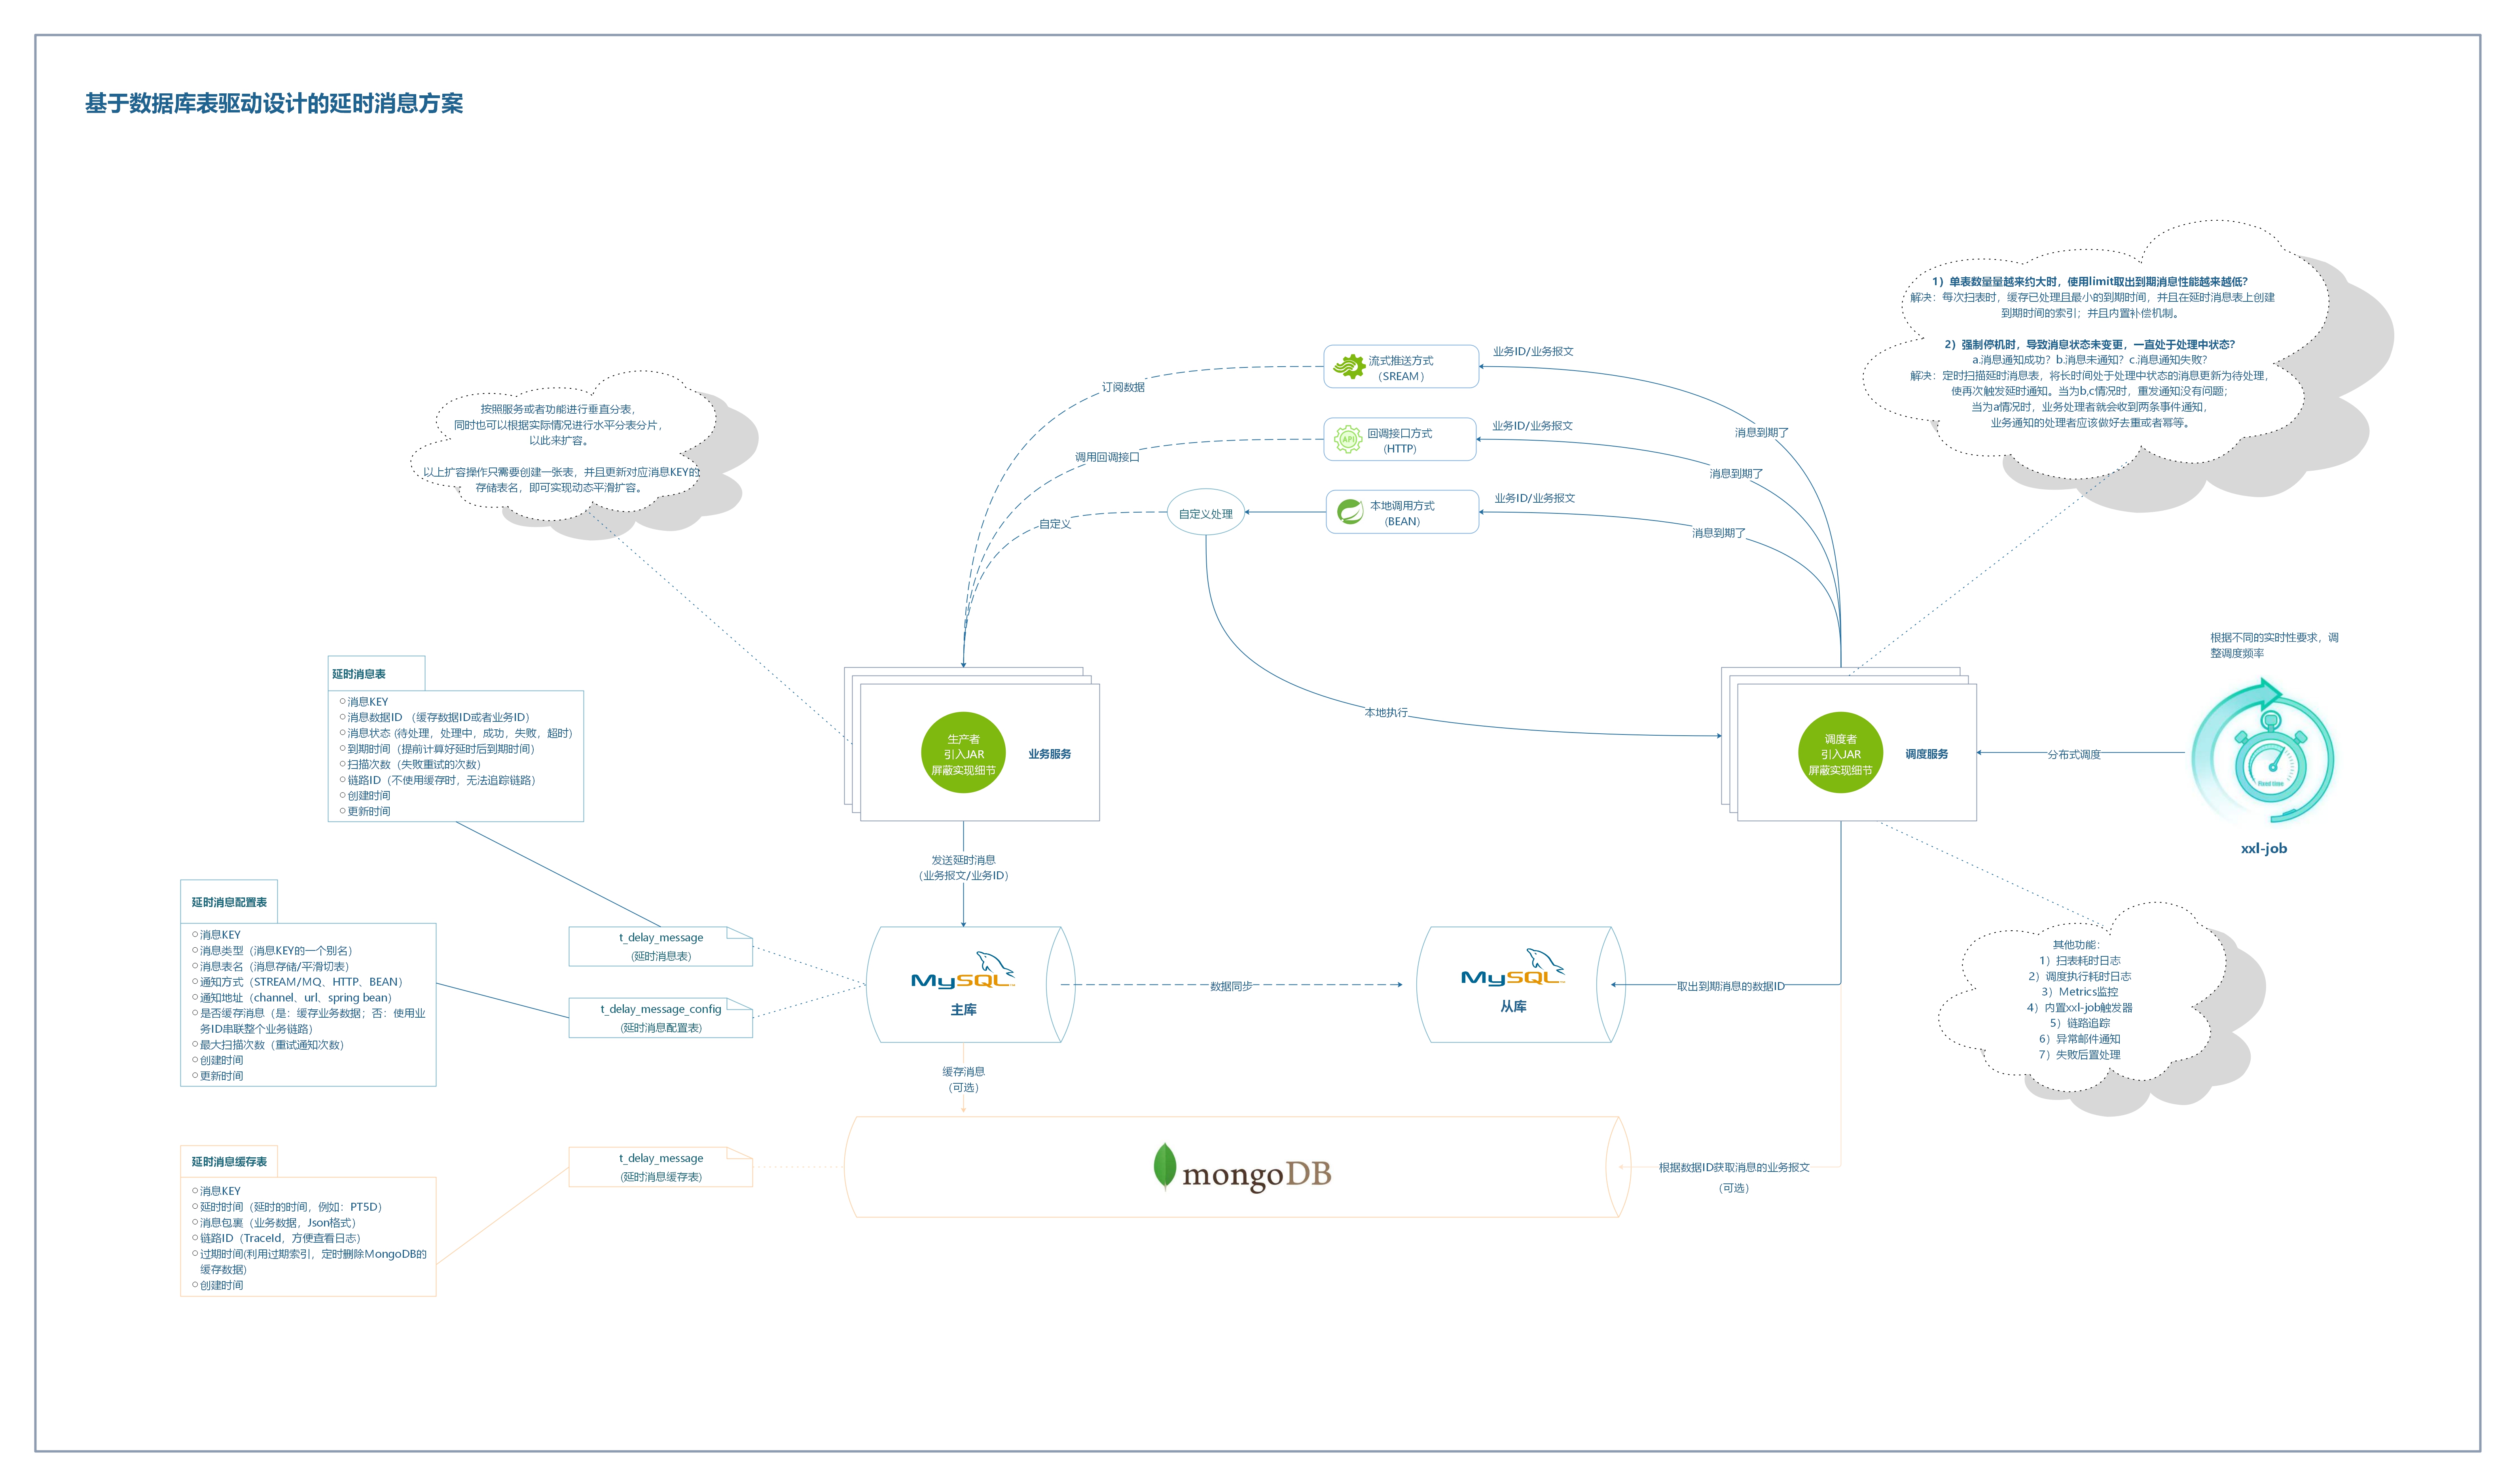 基于数据库表驱动设计的延时消息方案
1）单表数量量越来约大时，使用limit取出到期消息性能越来越低？
解决：每次扫表时，缓存已处理且最小的到期时间，并且在延时消息表上创建
到期时间的索引；并且内置补偿机制。
2）强制停机时，导致消息状态未变更，一直处于处理中状态？
a.消息通知成功？b.消息未通知？c.消息通知失败？
解决：定时扫描延时消息表，将长时间处于处理中状态的消息更新为待处理，
使再次触发延时通知。当为b,c情况时，重发通知没有问题；
当为a情况时，业务处理者就会收到两条事件通知，
业务通知的处理者应该做好去重或者幂等。
按照服务或者功能进行垂直分表，
同时也可以根据实际情况进行水平分表分片，
以此来扩容。
以上扩容操作只需要创建一张表，并且更新对应消息KEY的
存储表名，即可实现动态平滑扩容。
流式推送方式
（SREAM）
业务ID/业务报文
订阅数据
消息到期了
回调接口方式
(HTTP)
API
业务ID/业务报文
调用回调接口
消息到期了
本地调用方式
(BEAN)
业务ID/业务报文
自定义处理
自定义
消息到期了
本地执行
根据不同的实时性要求，调
整调度频率
延时消息表
消息KEY
消息数据ID （缓存数据ID或者业务ID）
消息状态 (待处理，处理中，成功，失败，超时)
到期时间（提前计算好延时后到期时间）
扫描次数（失败重试的次数）
链路ID（不使用缓存时，无法追踪链路）
创建时间
更新时间
生产者
引入JAR
屏蔽实现细节
业务服务
调度者
引入JAR
屏蔽实现细节
调度服务
分布式调度
Reed time
xxl-job
发送延时消息
（业务报文/业务ID）
延时消息配置表
消息KEY
消息类型（消息KEY的一个别名）
消息表名（消息存储/平滑切表）
通知方式（STREAM/MQ、HTTP、BEAN）
通知地址（channel、url、spring bean）
是否缓存消息（是：缓存业务数据；否：使用业
务ID串联整个业务链路）
最大扫描次数（重试通知次数）
创建时间
更新时间
t_delay_message
(延时消息表)
t_delay_message_config
(延时消息配置表)
MySQL
主库
数据同步
MySQL
从库
取出到期消息的数据ID
其他功能：
1）扫表耗时日志
2）调度执行耗时日志
3）Metrics监控
4）内置xxl-job触发器
5）链路追踪
6）异常邮件通知
7）失败后置处理
缓存消息
（可选）
延时消息缓存表
消息KEY
延时时间（延时的时间，例如：PT5D）
消息包裹（业务数据，Json格式）
链路ID（TraceId，方便查看日志）
过期时间(利用过期索引，定时删除MongoDB的
缓存数据)
创建时间
t_delay_message
(延时消息缓存表)
mongoDB
根据数据ID获取消息的业务报文
（可选）